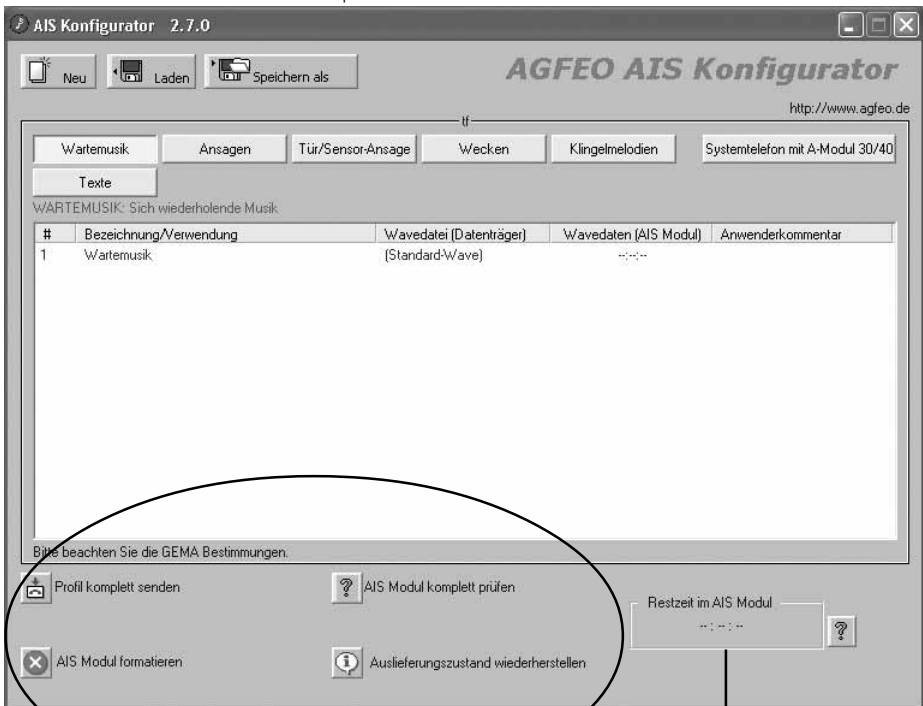 AIS Konfigurator 2.7.0
Neu Laden Speichern als
AGFEO AIS Konfigurator
http://www.agfeo.de
tf
Wartemusik Ansagen Tür/Sensor-Ansage Wecken Klingelmelodien Systemtelefon mit A-Modul 30/40
Texte
WARTEMUSIK: Sich wiederholende Musik
# Bezeichnung/Verwendung Wavedatei (Datenträger) Wavedaten (AIS Modul) Anwenderkommentar
1 Wartemusik (Standard-Wave) --:--:--
Bitte beachten Sie die GEMA Bestimmungen.
Profil komplett senden AIS Modul komplett prüfen
Restzeit im AIS Modul
-- : -- : --
AIS Modul formatieren Auslieferungszustand wiederherstellen